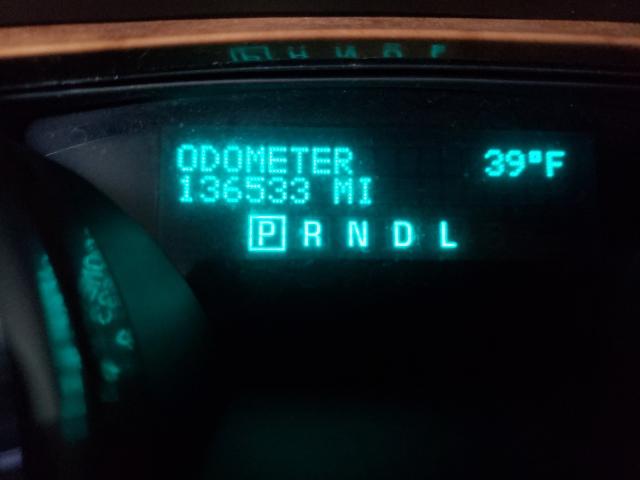 ODOMETER 39°F
136533 MI
P R N D L